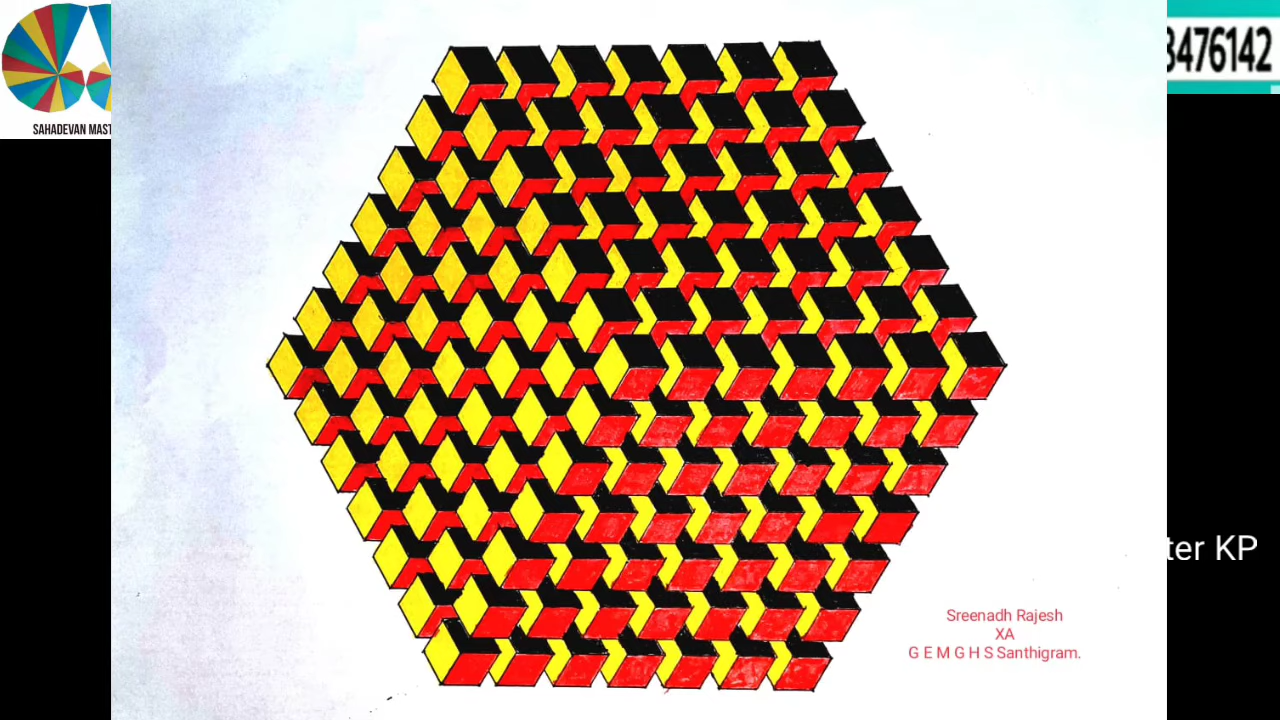 SAHADEVAN MAST
3476142
ter KP
Sreenadh Rajesh
XA
G E M G H S Santhigram.